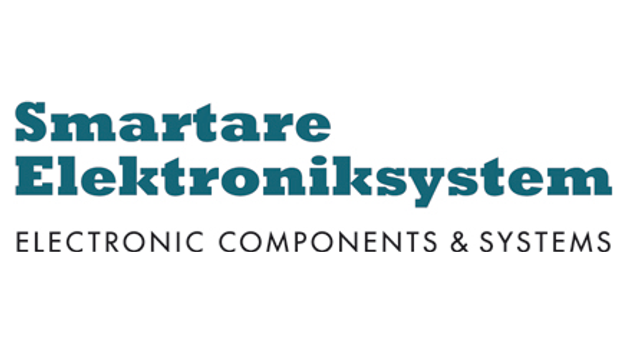 Smartare
Elektroniksystem
ELECTRONIC COMPONENTS & SYSTEMS